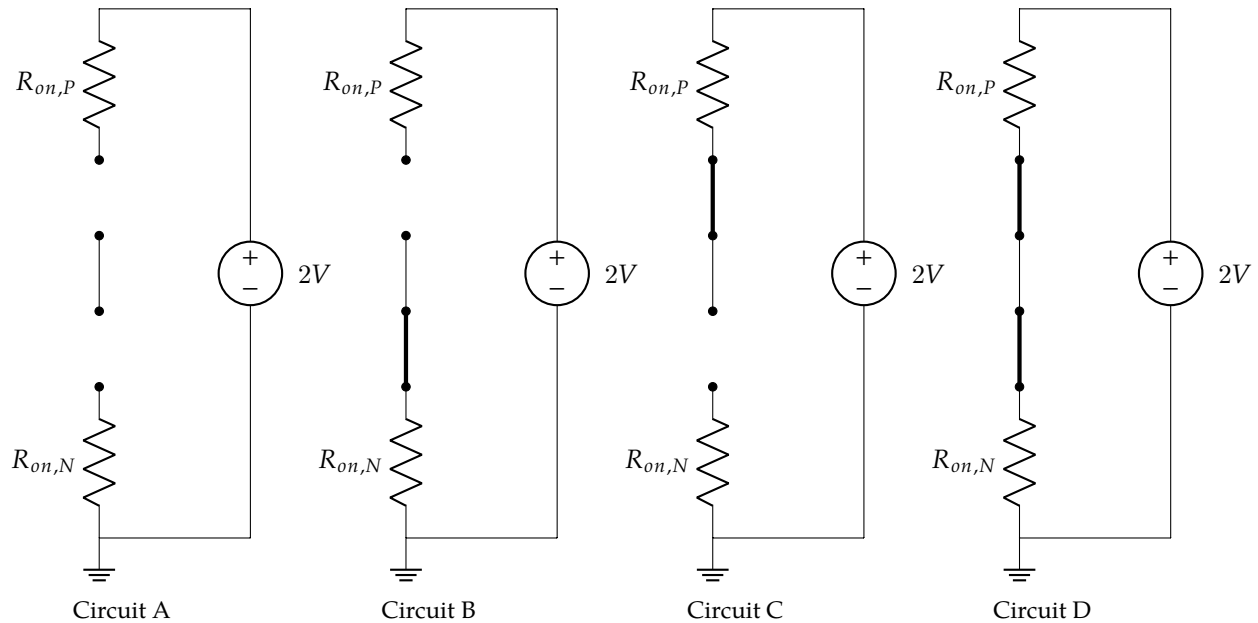 R_{on,P} R_{on,P} R_{on,P} R_{on,P}
+ 2V + 2V + 2V + 2V
− − − −
R_{on,N} R_{on,N} R_{on,N} R_{on,N}
Circuit A Circuit B Circuit C Circuit D